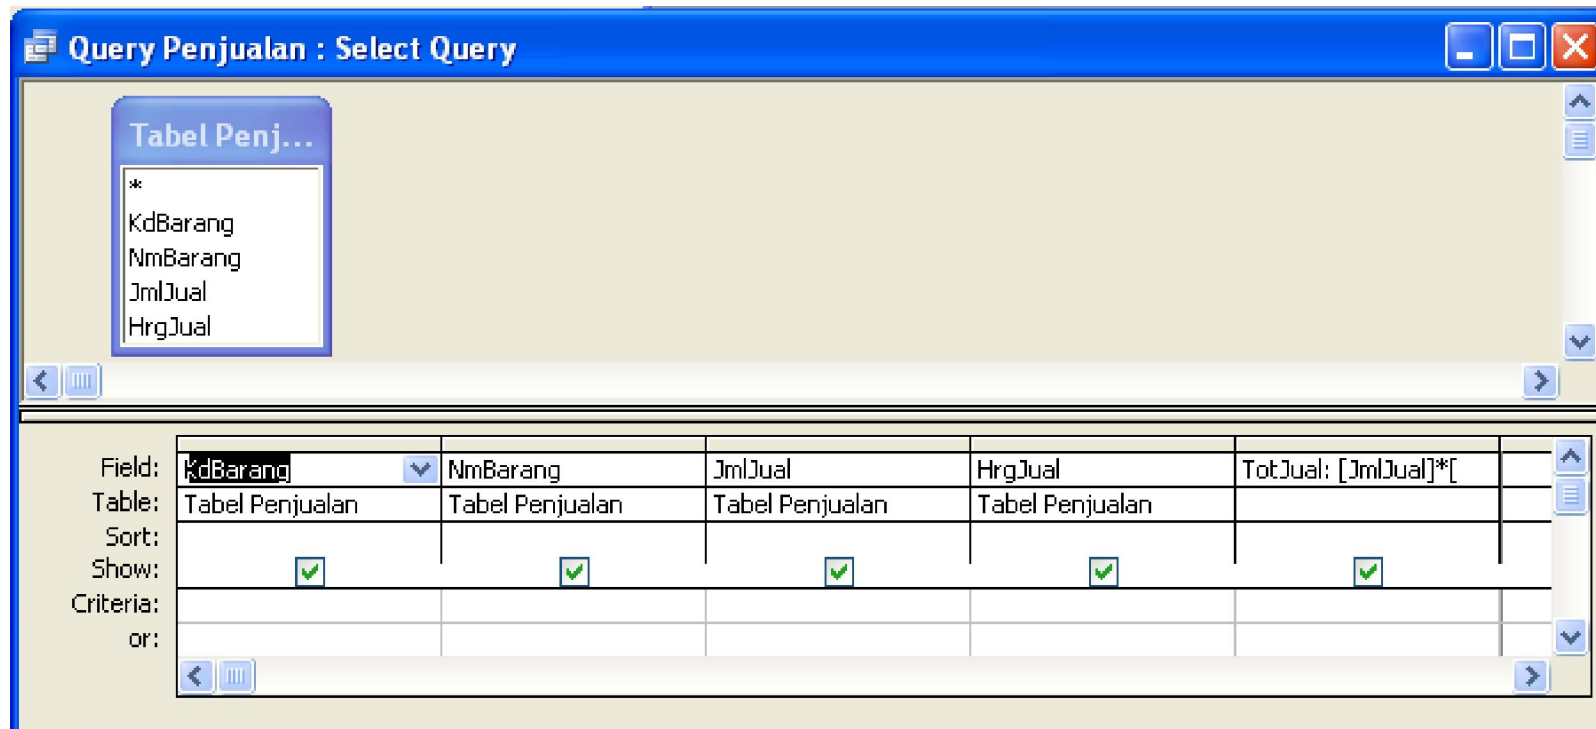 Query Penjualan : Select Query
Tabel Penj...
*
KdBarang
NmBarang
JmlJual
HrgJual
Field: KdBarang NmBarang JmlJual HrgJual TotJual: [JmlJual]*[
Table: Tabel Penjualan Tabel Penjualan Tabel Penjualan Tabel Penjualan
Sort:
Show:
Criteria:
or: